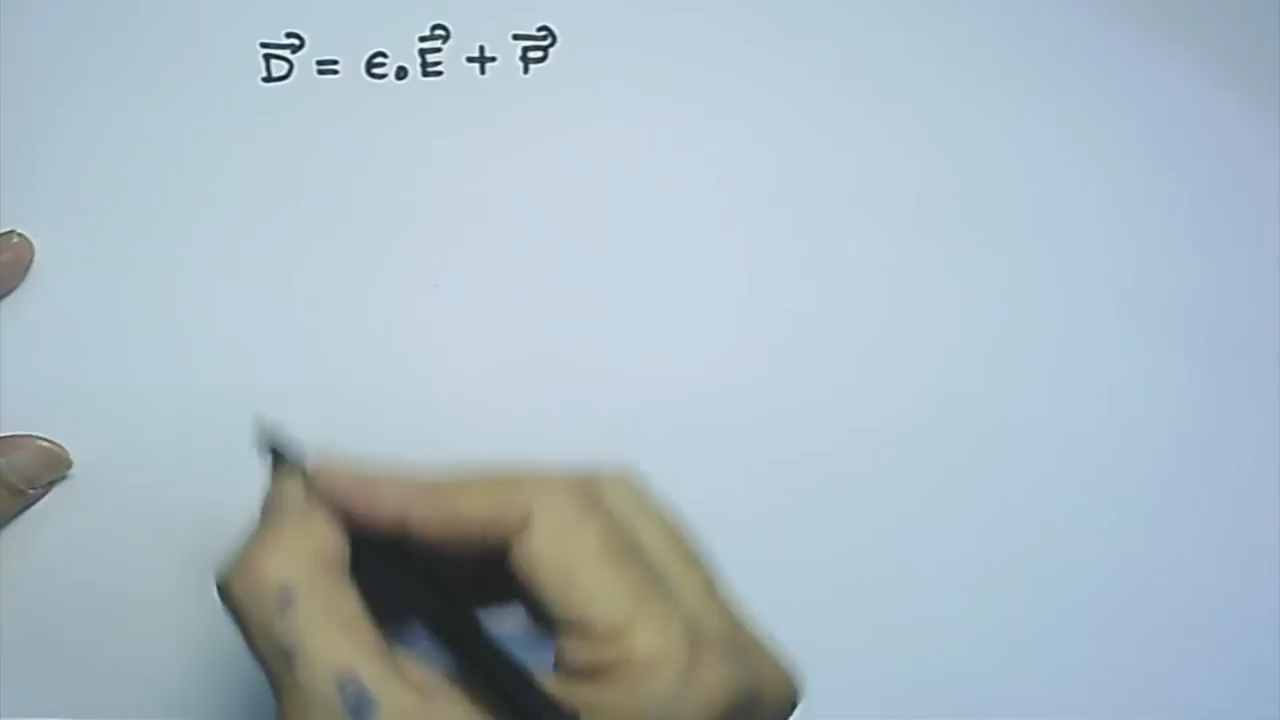 D⃗ = ϵ₀E⃗ + P⃗